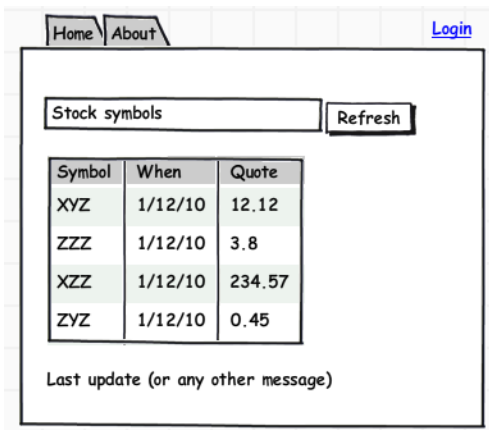 Home About Login
Stock symbols Refresh
Symbol When Quote
XYZ 1/12/10 12.12
ZZZ 1/12/10 3.8
XZZ 1/12/10 234.57
ZYZ 1/12/10 0.45
Last update (or any other message)